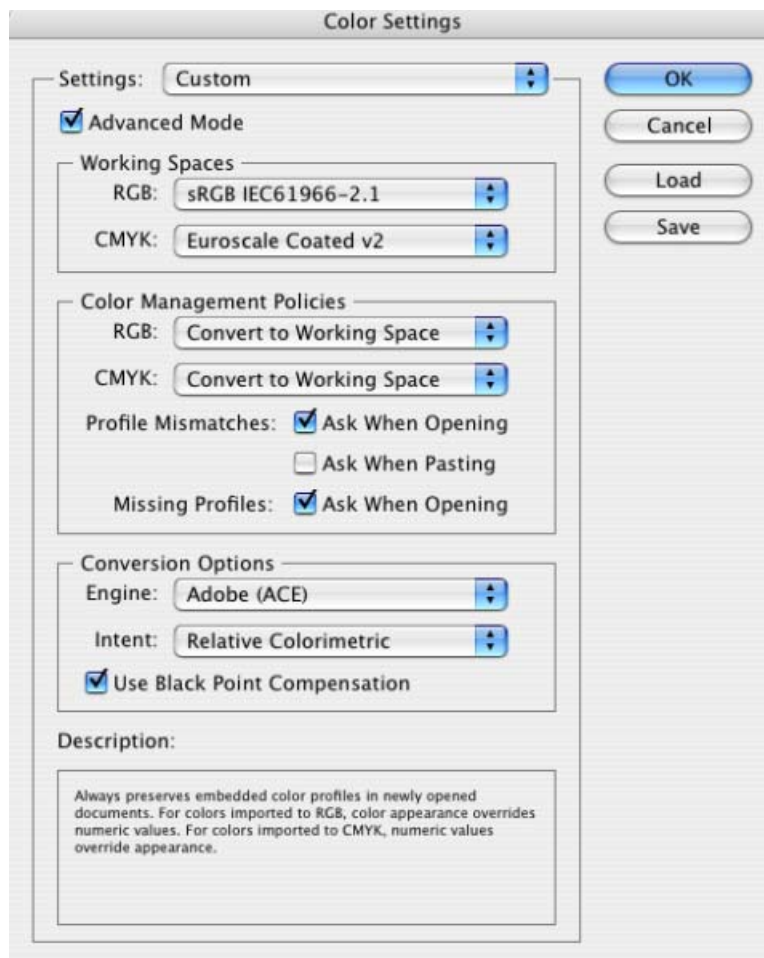 Color Settings
Settings: Custom
OK
Advanced Mode
Cancel
Working Spaces
RGB: sRGB IEC61966-2.1
Load
CMYK: Euroscale Coated v2
Save
Color Management Policies
RGB: Convert to Working Space
CMYK: Convert to Working Space
Profile Mismatches: Ask When Opening
Ask When Pasting
Missing Profiles: Ask When Opening
Conversion Options
Engine: Adobe (ACE)
Intent: Relative Colorimetric
Use Black Point Compensation
Description:
Always preserves embedded color profiles in newly opened
documents. For colors imported to RGB, color appearance overrides
numeric values. For colors imported to CMYK, numeric values
override appearance.